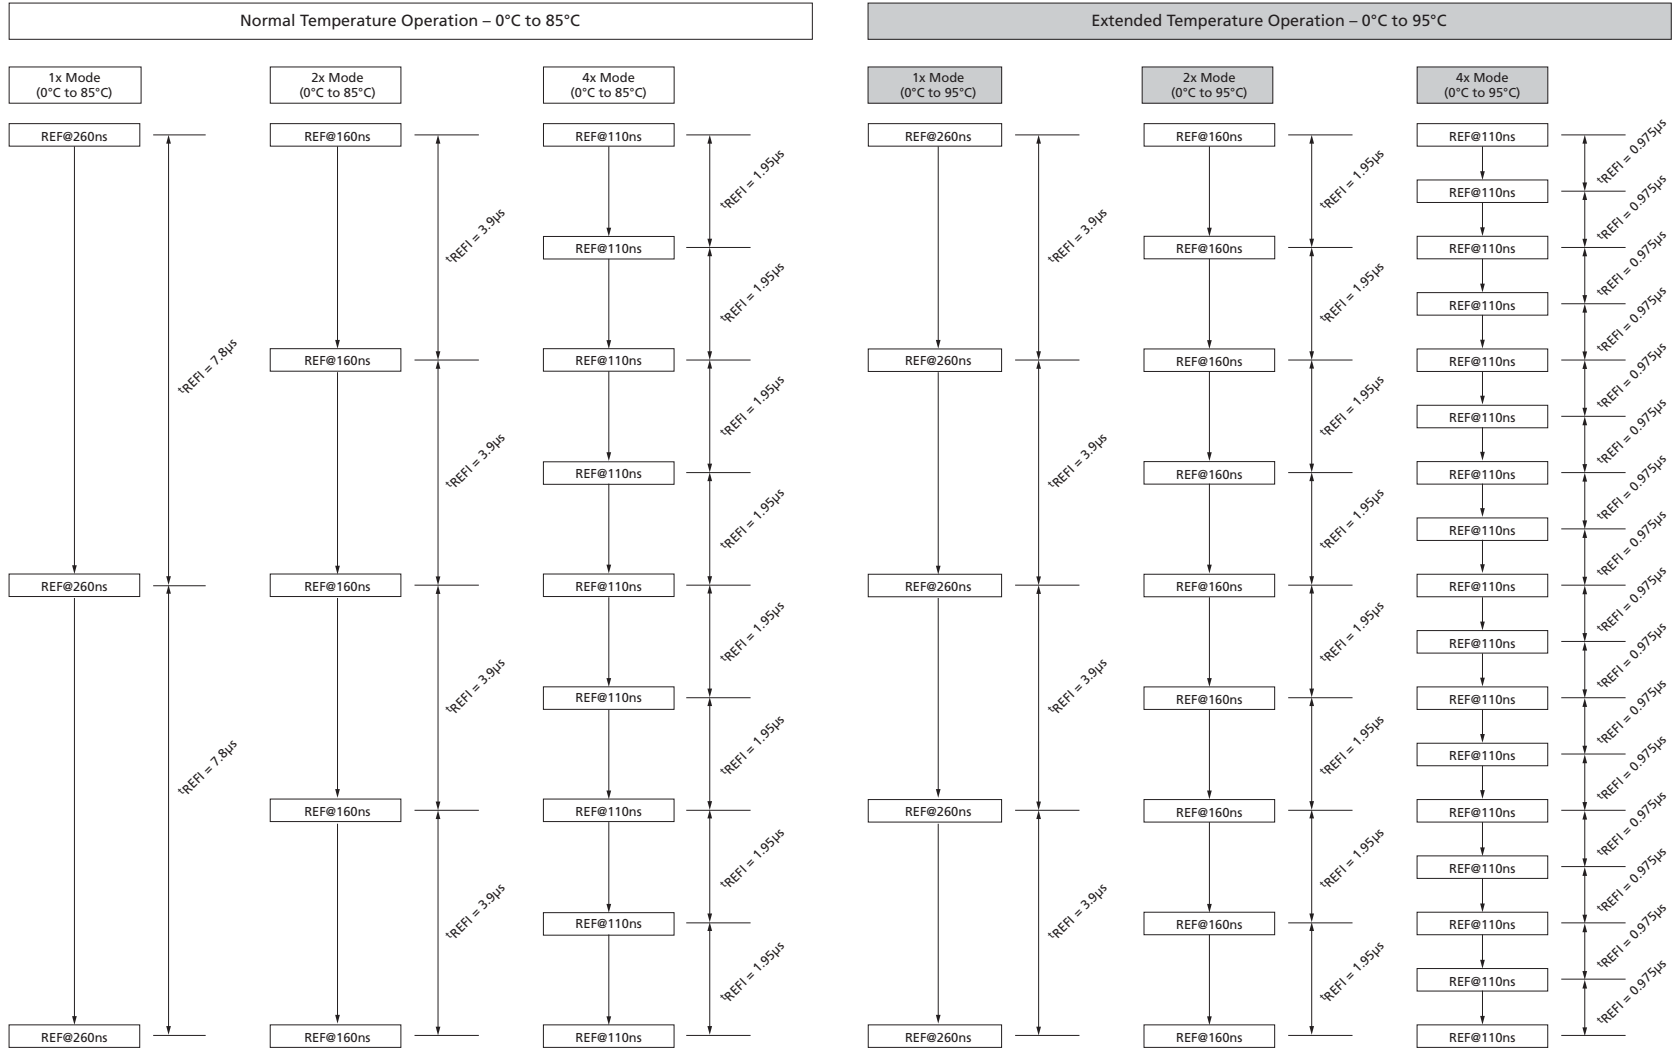 Normal Temperature Operation – 0°C to 85°C
1x Mode
(0°C to 85°C)
REF@260ns
tREFI = 7.8µs
REF@260ns
tREFI = 7.8µs
REF@260ns
2x Mode
(0°C to 85°C)
REF@160ns
tREFI = 3.9µs
REF@160ns
tREFI = 3.9µs
REF@160ns
tREFI = 3.9µs
REF@160ns
tREFI = 3.9µs
REF@160ns
4x Mode
(0°C to 85°C)
REF@110ns
tREFI = 1.95µs
REF@110ns
tREFI = 1.95µs
REF@110ns
tREFI = 1.95µs
REF@110ns
tREFI = 1.95µs
REF@110ns
tREFI = 1.95µs
REF@110ns
tREFI = 1.95µs
REF@110ns
tREFI = 1.95µs
REF@110ns
tREFI = 1.95µs
REF@110ns
Extended Temperature Operation – 0°C to 95°C
1x Mode
(0°C to 95°C)
REF@260ns
tREFI = 3.9µs
REF@260ns
tREFI = 3.9µs
REF@260ns
tREFI = 3.9µs
REF@260ns
tREFI = 3.9µs
REF@260ns
2x Mode
(0°C to 95°C)
REF@160ns
tREFI = 1.95µs
REF@160ns
tREFI = 1.95µs
REF@160ns
tREFI = 1.95µs
REF@160ns
tREFI = 1.95µs
REF@160ns
tREFI = 1.95µs
REF@160ns
tREFI = 1.95µs
REF@160ns
tREFI = 1.95µs
REF@160ns
tREFI = 1.95µs
REF@160ns
4x Mode
(0°C to 95°C)
REF@110ns
tREFI = 0.975µs
REF@110ns
tREFI = 0.975µs
REF@110ns
tREFI = 0.975µs
REF@110ns
tREFI = 0.975µs
REF@110ns
tREFI = 0.975µs
REF@110ns
tREFI = 0.975µs
REF@110ns
tREFI = 0.975µs
REF@110ns
tREFI = 0.975µs
REF@110ns
tREFI = 0.975µs
REF@110ns
tREFI = 0.975µs
REF@110ns
tREFI = 0.975µs
REF@110ns
tREFI = 0.975µs
REF@110ns
tREFI = 0.975µs
REF@110ns
tREFI = 0.975µs
REF@110ns
tREFI = 0.975µs
REF@110ns
tREFI = 0.975µs
REF@110ns